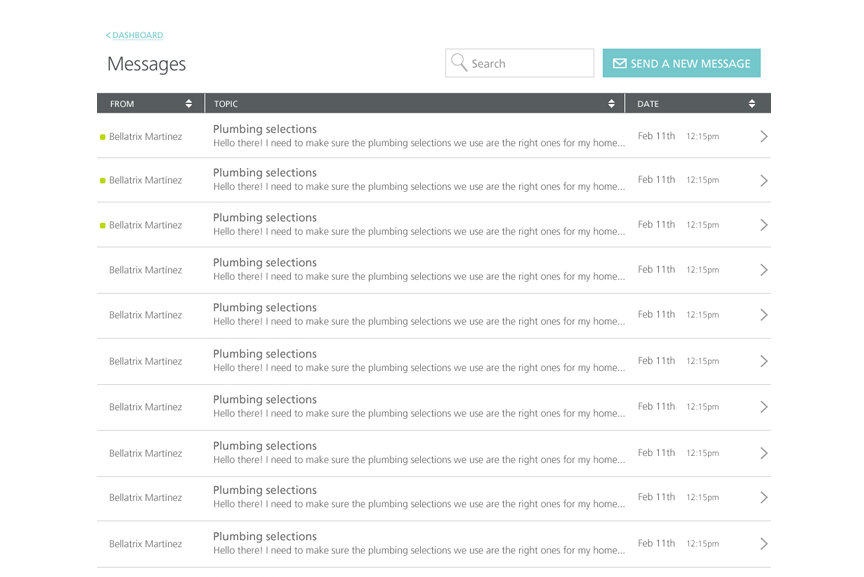 < DASHBOARD
Messages
Search
SEND A NEW MESSAGE
FROM TOPIC DATE
Plumbing selections
Bellatrix Martínez Feb 11th 12:15pm
Hello there! I need to make sure the plumbing selections we use are the right ones for my home...
Plumbing selections
Bellatrix Martínez Feb 11th 12:15pm
Hello there! I need to make sure the plumbing selections we use are the right ones for my home...
Plumbing selections
Bellatrix Martínez Feb 11th 12:15pm
Hello there! I need to make sure the plumbing selections we use are the right ones for my home...
Plumbing selections
Bellatrix Martínez Feb 11th 12:15pm
Hello there! I need to make sure the plumbing selections we use are the right ones for my home...
Plumbing selections
Bellatrix Martínez Feb 11th 12:15pm
Hello there! I need to make sure the plumbing selections we use are the right ones for my home...
Plumbing selections
Bellatrix Martínez Feb 11th 12:15pm
Hello there! I need to make sure the plumbing selections we use are the right ones for my home...
Plumbing selections
Bellatrix Martínez Feb 11th 12:15pm
Hello there! I need to make sure the plumbing selections we use are the right ones for my home...
Plumbing selections
Bellatrix Martínez Feb 11th 12:15pm
Hello there! I need to make sure the plumbing selections we use are the right ones for my home...
Plumbing selections
Bellatrix Martínez Feb 11th 12:15pm
Hello there! I need to make sure the plumbing selections we use are the right ones for my home...
Plumbing selections
Bellatrix Martínez Feb 11th 12:15pm
Hello there! I need to make sure the plumbing selections we use are the right ones for my home...